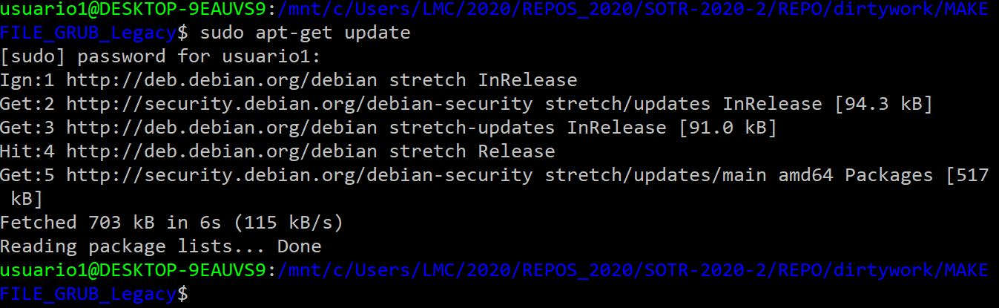 usuario1@DESKTOP-9EAUVS9:/mnt/c/Users/LMC/2020/REPOS_2020/SOTR-2020-2/REPO/dirtywork/MAKE
FILE_GRUB_Legacy$ sudo apt-get update
[sudo] password for usuario1:
Ign:1 http://deb.debian.org/debian stretch InRelease
Get:2 http://security.debian.org/debian-security stretch/updates InRelease [94.3 kB]
Get:3 http://deb.debian.org/debian stretch-updates InRelease [91.0 kB]
Hit:4 http://deb.debian.org/debian stretch Release
Get:5 http://security.debian.org/debian-security stretch/updates/main amd64 Packages [517
 kB]
Fetched 703 kB in 6s (115 kB/s)
Reading package lists... Done
usuario1@DESKTOP-9EAUVS9:/mnt/c/Users/LMC/2020/REPOS_2020/SOTR-2020-2/REPO/dirtywork/MAKE
FILE_GRUB_Legacy$